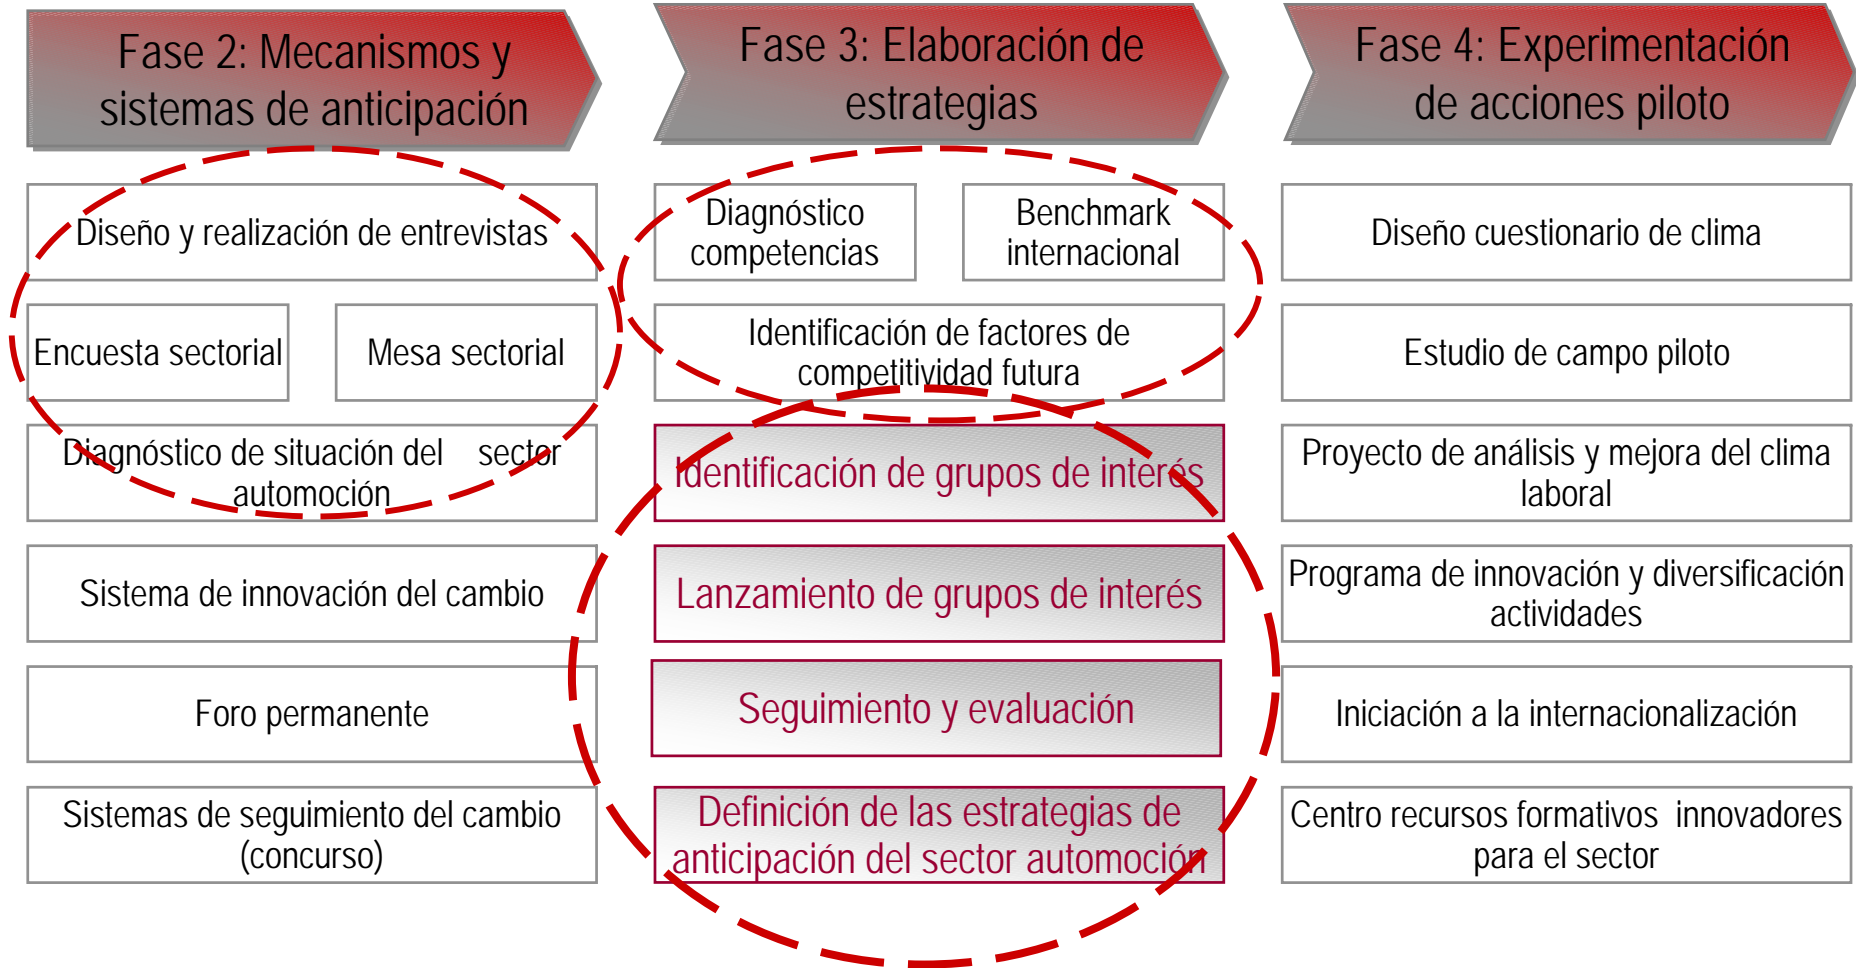 Fase 2: Mecanismos y
sistemas de anticipación
Diseño y realización de entrevistas
Encuesta sectorial
Mesa sectorial
Diagnóstico de situación del sector
automoción
Sistema de innovación del cambio
Foro permanente
Sistemas de seguimiento del cambio
(concurso)
Fase 3: Elaboración de
estrategias
Diagnóstico
competencias
Benchmark
internacional
Identificación de factores de
competitividad futura
Identificación de grupos de interés
Lanzamiento de grupos de interés
Seguimiento y evaluación
Definición de las estrategias de
anticipación del sector automoción
Fase 4: Experimentación
de acciones piloto
Diseño cuestionario de clima
Estudio de campo piloto
Proyecto de análisis y mejora del clima
laboral
Programa de innovación y diversificación
actividades
Iniciación a la internacionalización
Centro recursos formativos innovadores
para el sector